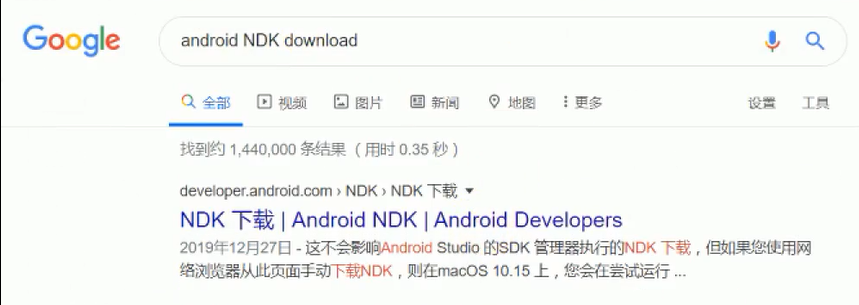 Google android NDK download
全部 视频 图片 新闻 地图 更多 设置 工具
找到约 1,440,000 条结果 （用时 0.35 秒）
developer.android.com › NDK › NDK 下载
NDK 下载 | Android NDK | Android Developers
2019年12月27日 - 这不会影响Android Studio 的SDK 管理器执行的NDK 下载，但如果您使用网
络浏览器从此页面手动下载NDK，则在macOS 10.15 上，您会在尝试运行 ...